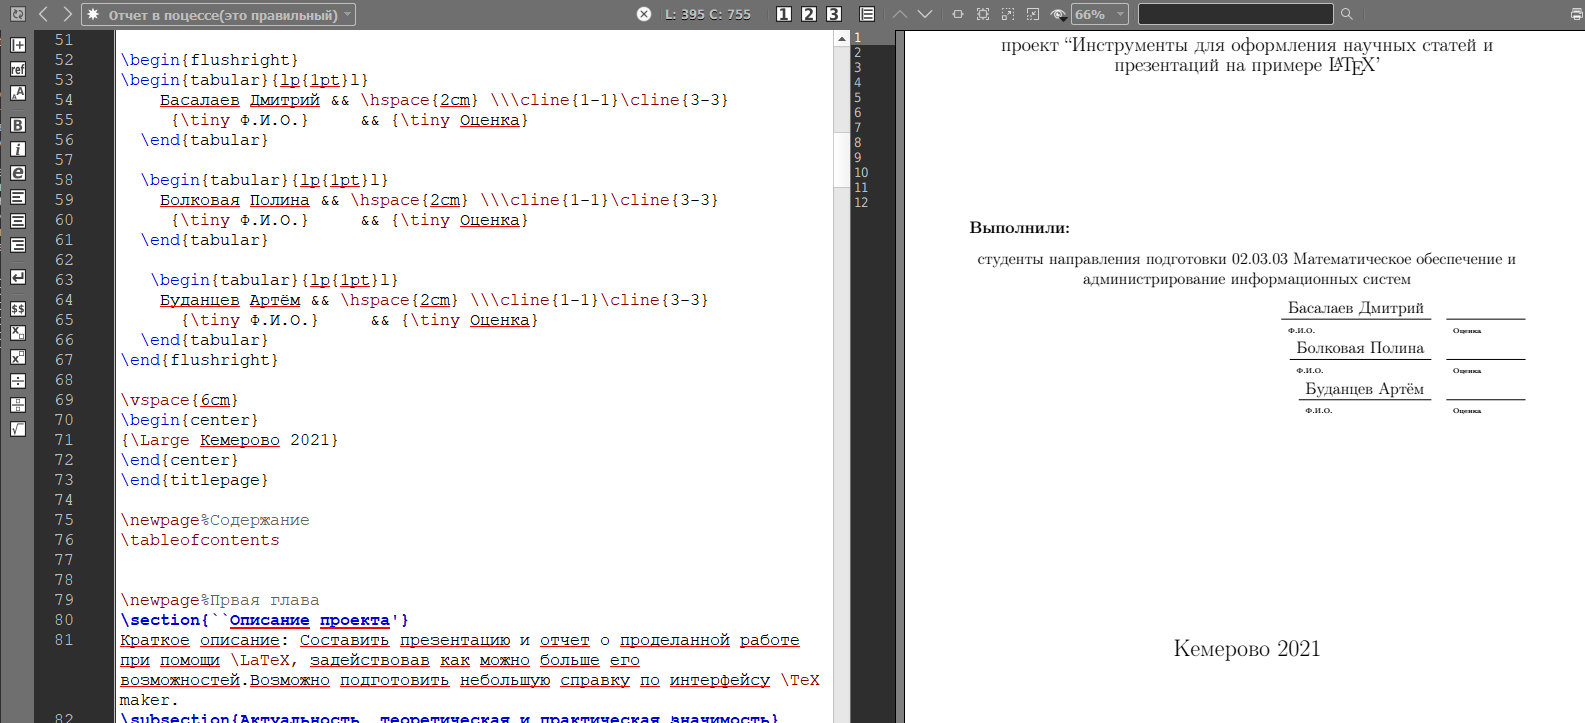 Отчет в поцессе(это правильный)
L: 395 C: 755
1 2 3
66%
51
52 \begin{flushright}
53 \begin{tabular}{lp{1pt}l}
54 Басалаев Дмитрий && \hspace{2cm} \\\cline{1-1}\cline{3-3}
55 {\tiny Ф.И.О.} && {\tiny Оценка}
56 \end{tabular}
57
58 \begin{tabular}{lp{1pt}l}
59 Болковая Полина && \hspace{2cm} \\\cline{1-1}\cline{3-3}
60 {\tiny Ф.И.О.} && {\tiny Оценка}
61 \end{tabular}
62
63 \begin{tabular}{lp{1pt}l}
64 Буданцев Артём && \hspace{2cm} \\\cline{1-1}\cline{3-3}
65 {\tiny Ф.И.О.} && {\tiny Оценка}
66 \end{tabular}
67 \end{flushright}
68
69 \vspace{6cm}
70 \begin{center}
71 {\Large Кемерово 2021}
72 \end{center}
73 \end{titlepage}
74
75 \newpage%Содержание
76 \tableofcontents
77
78
79 \newpage%Првая глава
80 \section{``Описание проекта'}
81 Краткое описание: Составить презентацию и отчет о проделанной работе
при помощи \LaTeX, задействовав как можно больше его
возможностей.Возможно подготовить небольшую справку по интерфейсу \TeX
maker.
82 \subsection{Актуальность, теоретическая и практическая значимость}
1
2
3
4
5
6
7
8
9
10
11
12
проект “Инструменты для оформления научных статей и
презентаций на примере LATEX’
Выполнили:
студенты направления подготовки 02.03.03 Математическое обеспечение и
администрирование информационных систем
Басалаев Дмитрий
Ф.И.О. Оценка
Болковая Полина
Ф.И.О. Оценка
Буданцев Артём
Ф.И.О. Оценка
Кемерово 2021